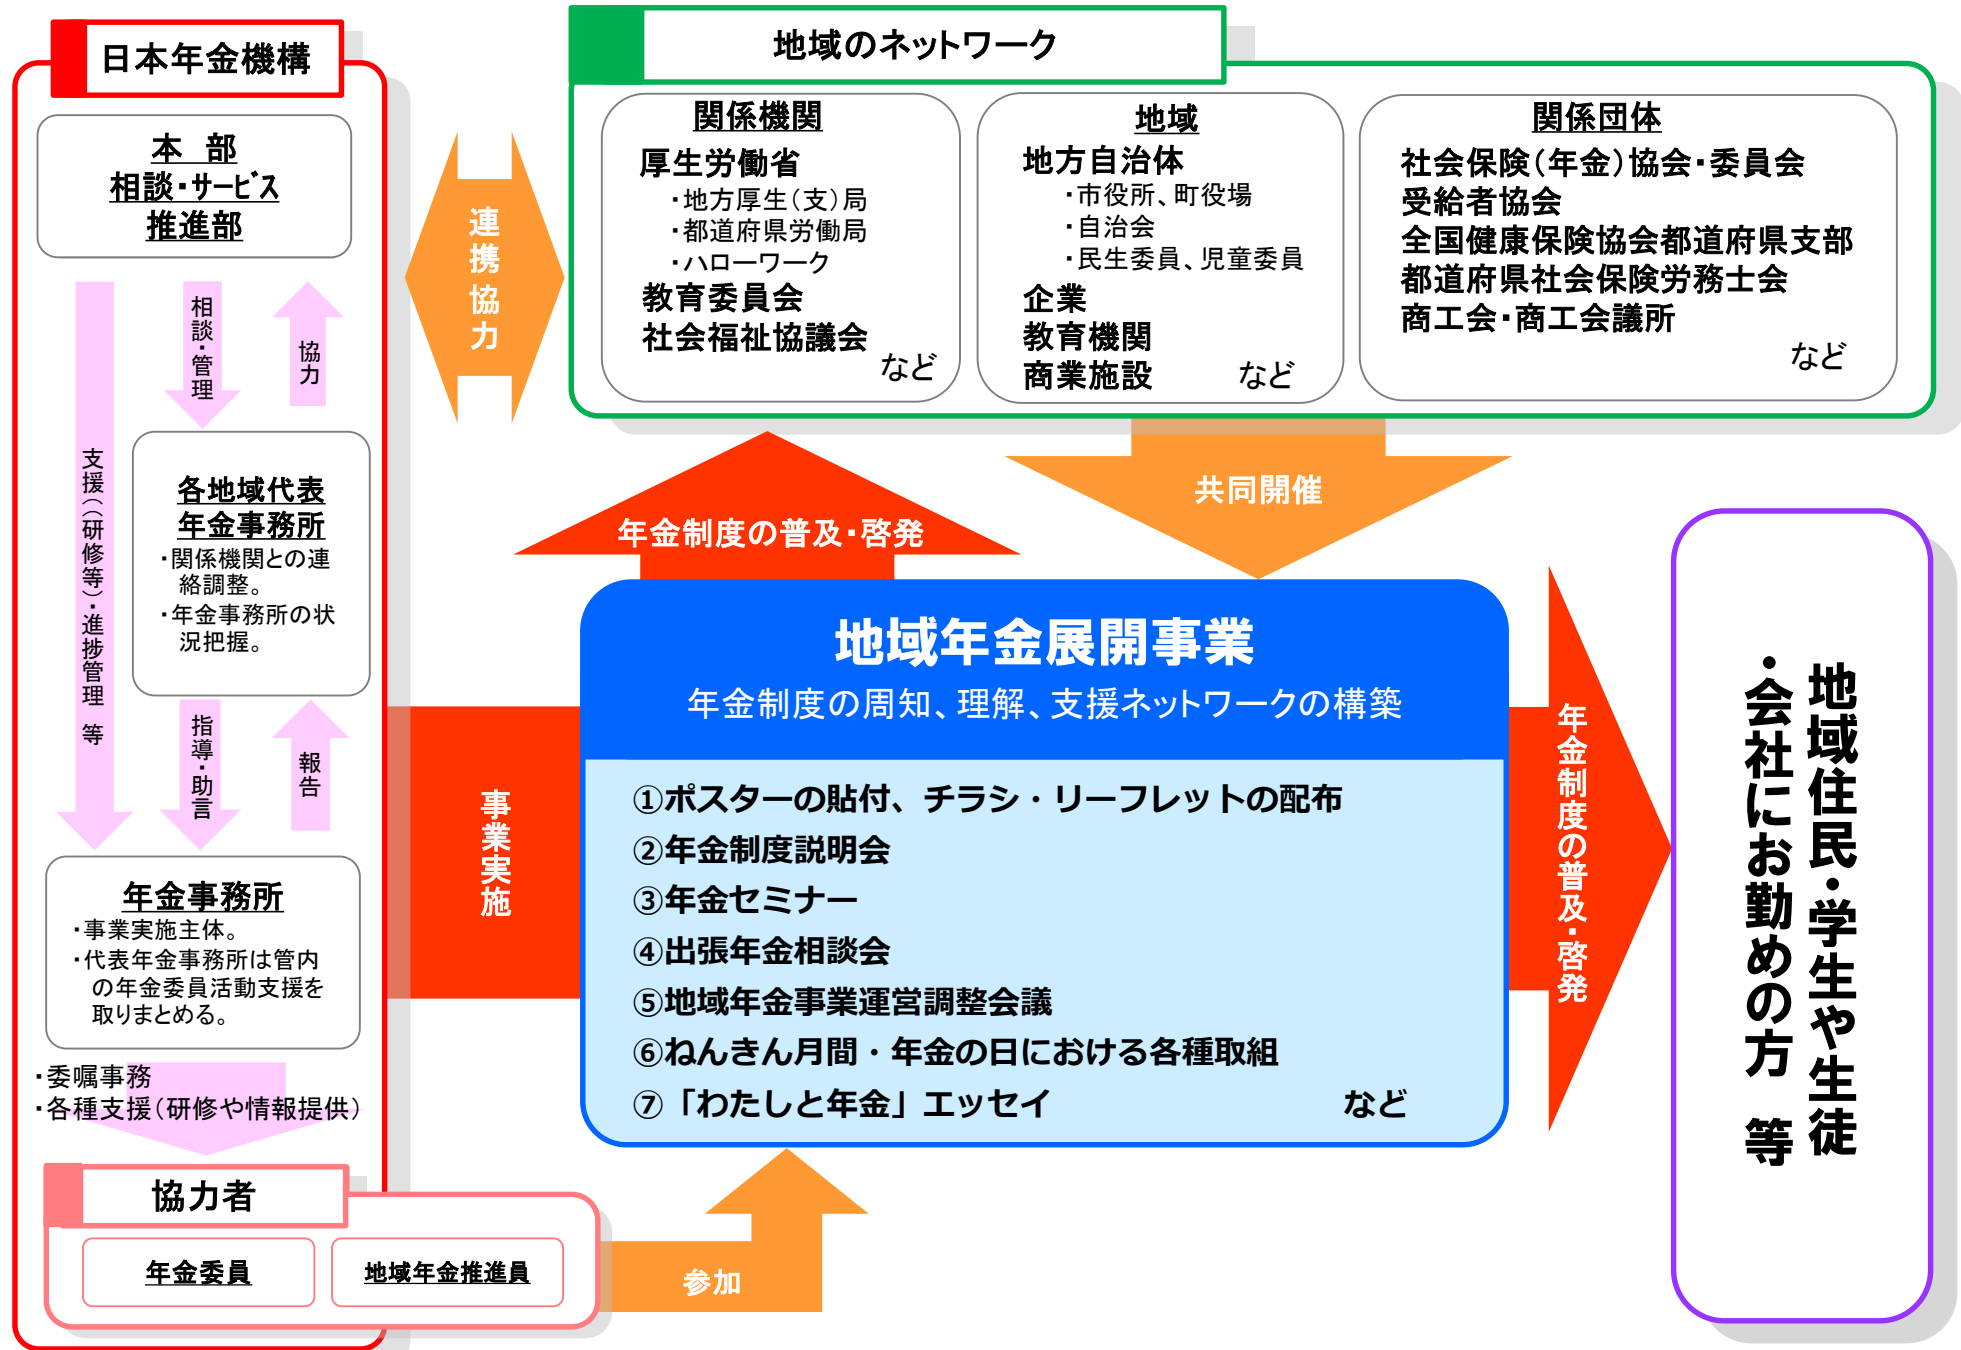 日本年金機構
本 部
相談・サービス
推進部
相談・管理
協力
支援（（研修等）・進捗管理 等
各地域代表
年金事務所
・関係機関との連
絡調整。
・年金事務所の状
況把握。
指導・助言
報告
年金事務所
・事業実施主体。
・代表年金事務所は管内
の年金委員活動支援を
取りまとめる。
・委嘱事務
・各種支援（研修や情報提供）
協力者
年金委員
地域年金推進員
連携協力
地域のネットワーク
関係機関
厚生労働省
・地方厚生（支）局
・都道府県労働局
・ハローワーク
教育委員会
社会福祉協議会
など
地域
地方自治体
・市役所、町役場
・自治会
・民生委員、児童委員
企業
教育機関
商業施設 など
関係団体
社会保険（年金）協会・委員会
受給者協会
全国健康保険協会都道府県支部
都道府県社会保険労務士会
商工会・商工会議所
など
年金制度の普及・啓発
共同開催
事業実施
地域年金展開事業
年金制度の周知、理解、支援ネットワークの構築
①ポスターの貼付、チラシ・リーフレットの配布
②年金制度説明会
③年金セミナー
④出張年金相談会
⑤地域年金事業運営調整会議
⑥ねんきん月間・年金の日における各種取組
⑦「わたしと年金」エッセイ など
参加
年金制度の普及・啓発
地域住民・学生や生徒
・会社にお勤めの方 等